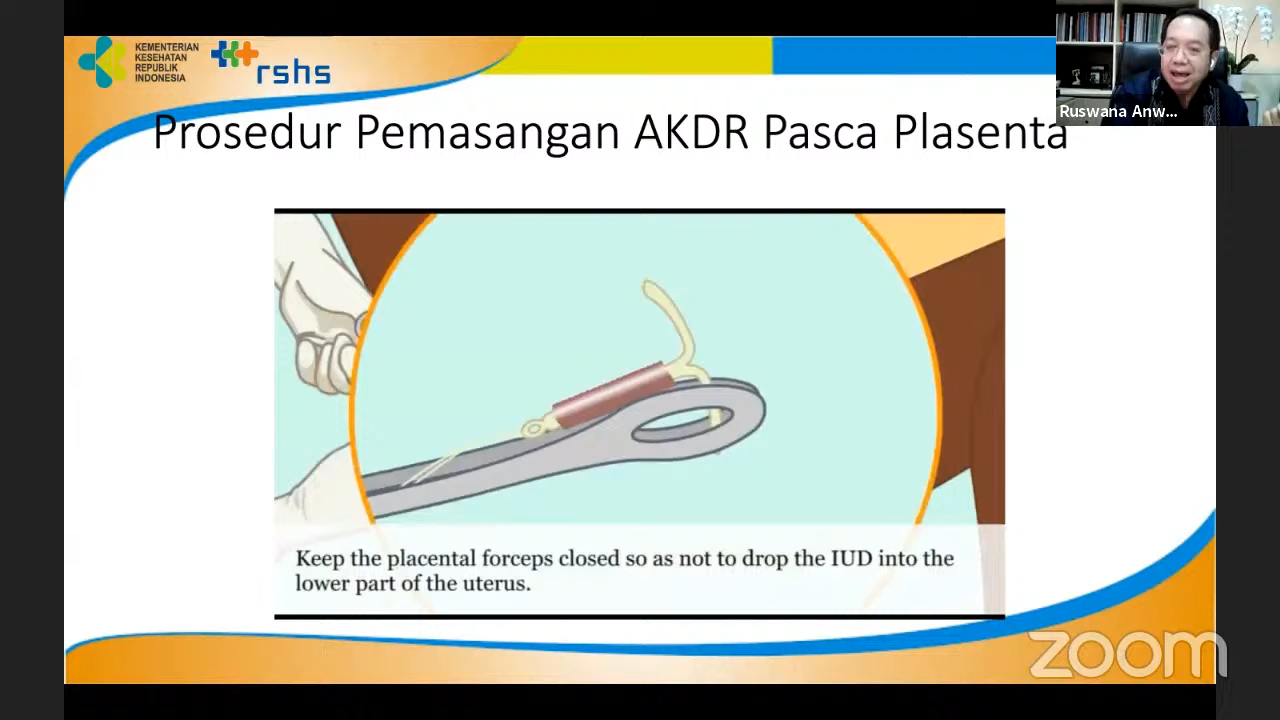 KEMENTERIAN
KESEHATAN
REPUBLIK
INDONESIA
rshs
Ruswana Anw...
Prosedur Pemasangan AKDR Pasca Plasenta
Keep the placental forceps closed so as not to drop the IUD into the
lower part of the uterus.
zoom